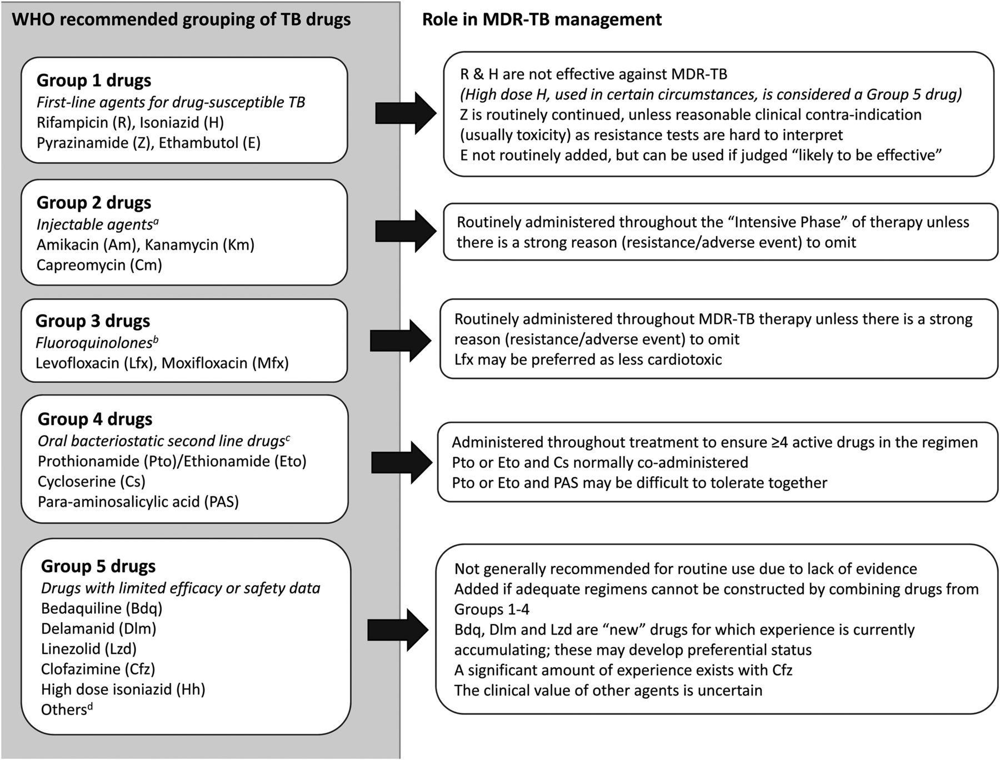 WHO recommended grouping of TB drugs
Role in MDR-TB management
Group 1 drugs
First-line agents for drug-susceptible TB
Rifampicin (R), Isoniazid (H)
Pyrazinamide (Z), Ethambutol (E)
R & H are not effective against MDR-TB
(High dose H, used in certain circumstances, is considered a Group 5 drug)
Z is routinely continued, unless reasonable clinical contra-indication
(usually toxicity) as resistance tests are hard to interpret
E not routinely added, but can be used if judged “likely to be effective”
Group 2 drugs
Injectable agentsᵃ
Amikacin (Am), Kanamycin (Km)
Capreomycin (Cm)
Routinely administered throughout the “Intensive Phase” of therapy unless
there is a strong reason (resistance/adverse event) to omit
Group 3 drugs
Fluoroquinolonesᵇ
Levofloxacin (Lfx), Moxifloxacin (Mfx)
Routinely administered throughout MDR-TB therapy unless there is a strong
reason (resistance/adverse event) to omit
Lfx may be preferred as less cardiotoxic
Group 4 drugs
Oral bacteriostatic second line drugsᶜ
Prothionamide (Pto)/Ethionamide (Eto)
Cycloserine (Cs)
Para-aminosalicylic acid (PAS)
Administered throughout treatment to ensure ≥4 active drugs in the regimen
Pto or Eto and Cs normally co-administered
Pto or Eto and PAS may be difficult to tolerate together
Group 5 drugs
Drugs with limited efficacy or safety data
Bedaquiline (Bdq)
Delamanid (Dlm)
Linezolid (Lzd)
Clofazimine (Cfz)
High dose isoniazid (Hh)
Othersᵈ
Not generally recommended for routine use due to lack of evidence
Added if adequate regimens cannot be constructed by combining drugs from
Groups 1-4
Bdq, Dlm and Lzd are “new” drugs for which experience is currently
accumulating; these may develop preferential status
A significant amount of experience exists with Cfz
The clinical value of other agents is uncertain